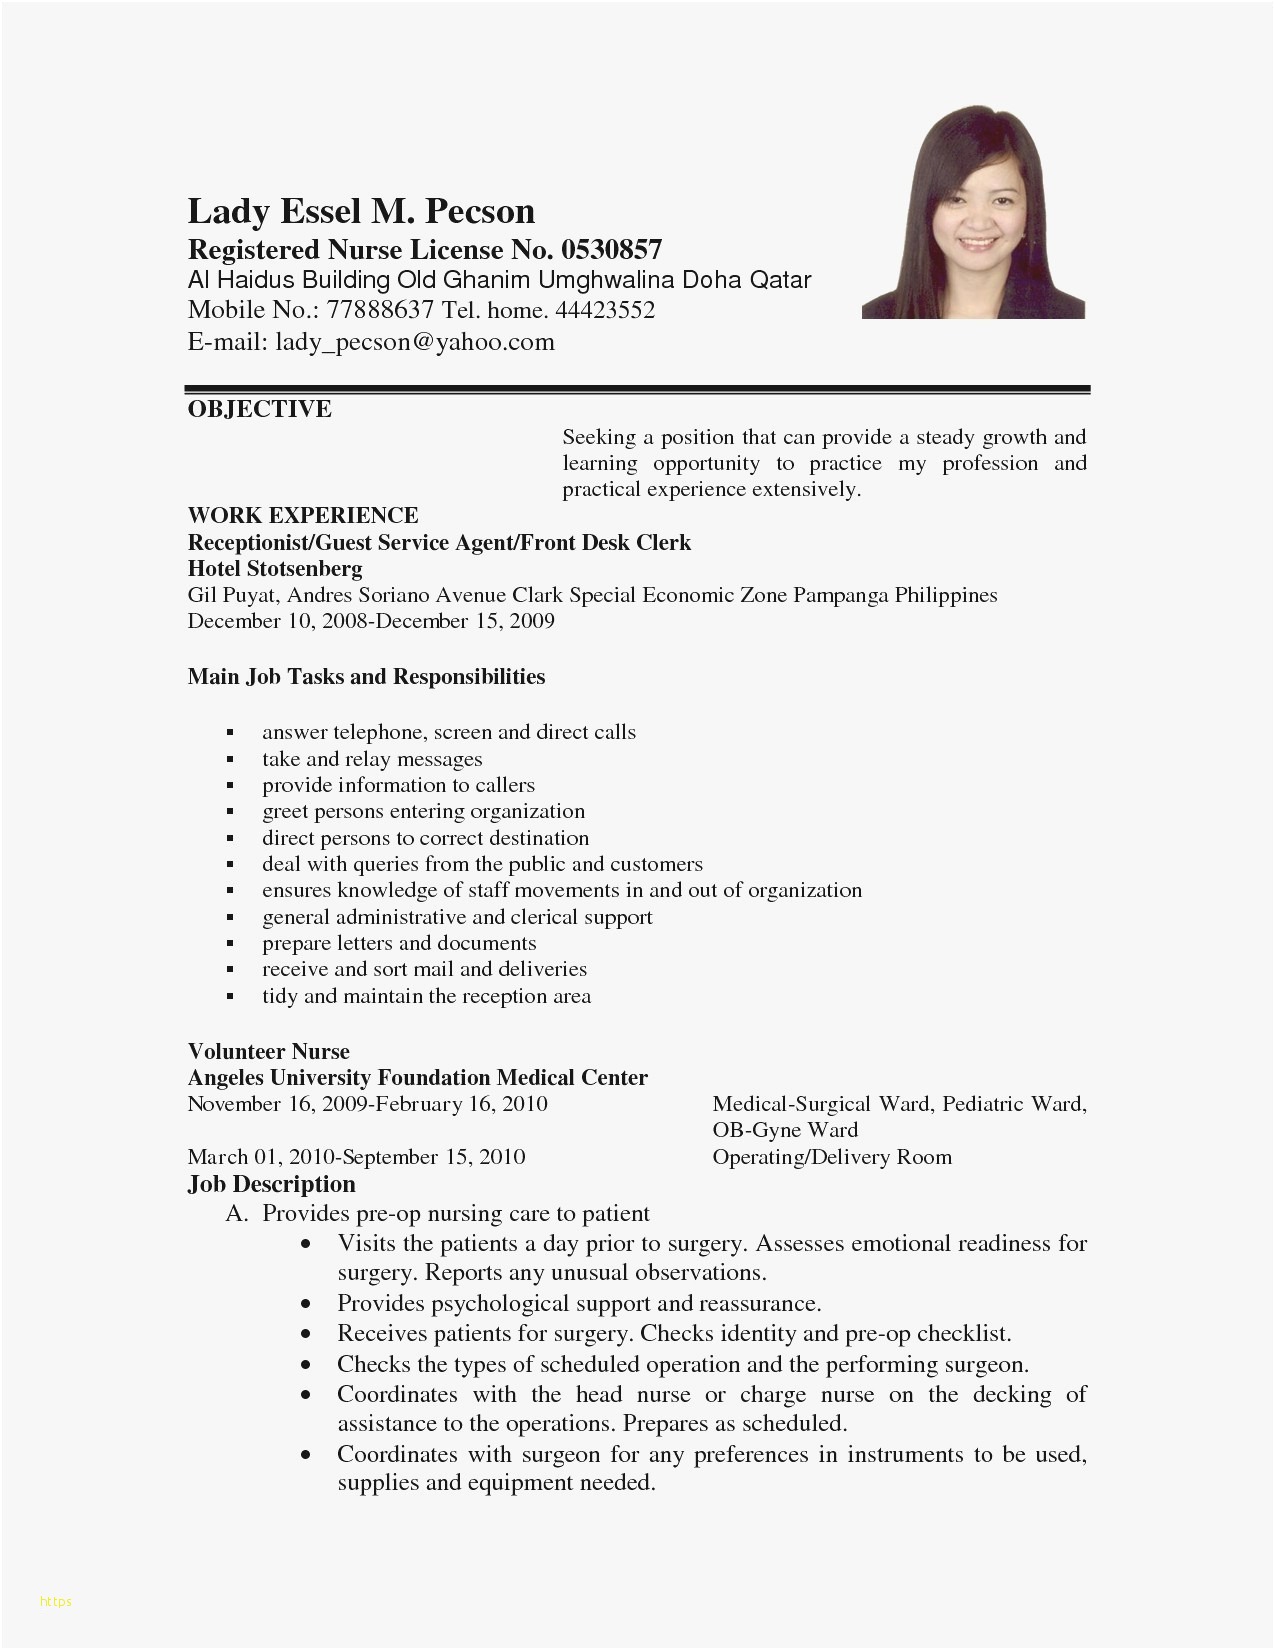 Lady Essel M. Pecson
Registered Nurse License No. 0530857
Al Haidus Building Old Ghanim Umghwalina Doha Qatar
Mobile No.: 77888637 Tel. home. 44423552
E-mail: lady_pecson@yahoo.com
OBJECTIVE
Seeking a position that can provide a steady growth and
learning opportunity to practice my profession and
practical experience extensively.
WORK EXPERIENCE
Receptionist/Guest Service Agent/Front Desk Clerk
Hotel Stotsenberg
Gil Puyat, Andres Soriano Avenue Clark Special Economic Zone Pampanga Philippines
December 10, 2008-December 15, 2009
Main Job Tasks and Responsibilities
▪ answer telephone, screen and direct calls
▪ take and relay messages
▪ provide information to callers
▪ greet persons entering organization
▪ direct persons to correct destination
▪ deal with queries from the public and customers
▪ ensures knowledge of staff movements in and out of organization
▪ general administrative and clerical support
▪ prepare letters and documents
▪ receive and sort mail and deliveries
▪ tidy and maintain the reception area
Volunteer Nurse
Angeles University Foundation Medical Center
November 16, 2009-February 16, 2010 Medical-Surgical Ward, Pediatric Ward,
OB-Gyne Ward
March 01, 2010-September 15, 2010 Operating/Delivery Room
Job Description
A. Provides pre-op nursing care to patient
• Visits the patients a day prior to surgery. Assesses emotional readiness for
surgery. Reports any unusual observations.
• Provides psychological support and reassurance.
• Receives patients for surgery. Checks identity and pre-op checklist.
• Checks the types of scheduled operation and the performing surgeon.
• Coordinates with the head nurse or charge nurse on the decking of
assistance to the operations. Prepares as scheduled.
• Coordinates with surgeon for any preferences in instruments to be used,
supplies and equipment needed.
https